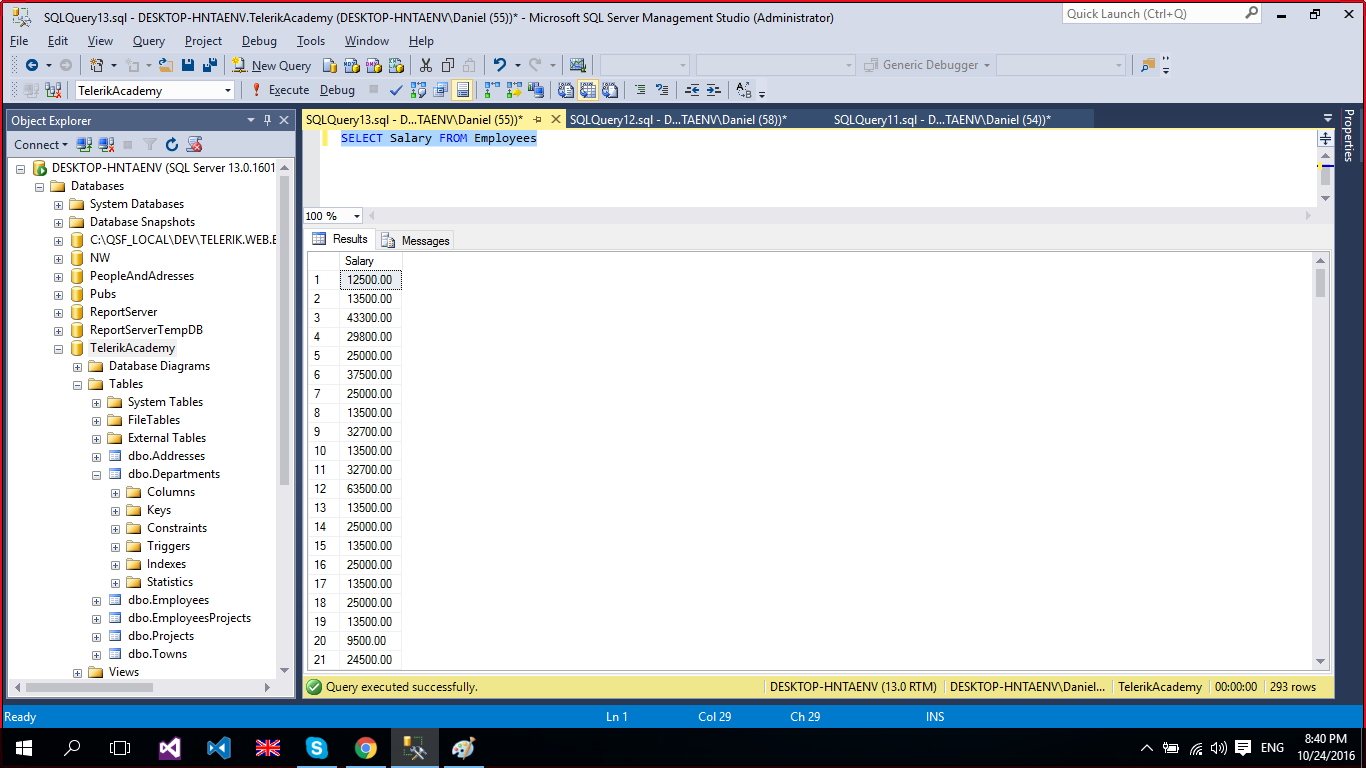 SQLQuery13.sql - DESKTOP-HNTAENV.TelerikAcademy (DESKTOP-HNTAENV\Daniel (55))* - Microsoft SQL Server Management Studio (Administrator)
Quick Launch (Ctrl+Q)
File Edit View Query Project Debug Tools Window Help
New Query
Generic Debugger
TelerikAcademy
Execute Debug
Object Explorer
SQLQuery13.sql - D...TAENV\Daniel (55))*
SQLQuery12.sql - D...TAENV\Daniel (58))*
SQLQuery11.sql - D...TAENV\Daniel (54))*
Properties
Connect
SELECT Salary FROM Employees
DESKTOP-HNTAENV (SQL Server 13.0.1601
Databases
System Databases
Database Snapshots
C:\QSF_LOCAL\DEV\TELERIK.WEB.E
NW
PeopleAndAdresses
Pubs
ReportServer
ReportServerTempDB
TelerikAcademy
Database Diagrams
Tables
System Tables
FileTables
External Tables
dbo.Addresses
dbo.Departments
Columns
Keys
Constraints
Triggers
Indexes
Statistics
dbo.Employees
dbo.EmployeesProjects
dbo.Projects
dbo.Towns
Views
100 %
Results Messages
Salary
1 12500.00
2 13500.00
3 43300.00
4 29800.00
5 25000.00
6 37500.00
7 25000.00
8 13500.00
9 32700.00
10 13500.00
11 32700.00
12 63500.00
13 13500.00
14 25000.00
15 13500.00
16 25000.00
17 13500.00
18 25000.00
19 13500.00
20 9500.00
21 24500.00
Query executed successfully.
DESKTOP-HNTAENV (13.0 RTM)
DESKTOP-HNTAENV\Daniel...
TelerikAcademy
00:00:00
293 rows
Ready
Ln 1
Col 29
Ch 29
INS
ENG
8:40 PM
10/24/2016